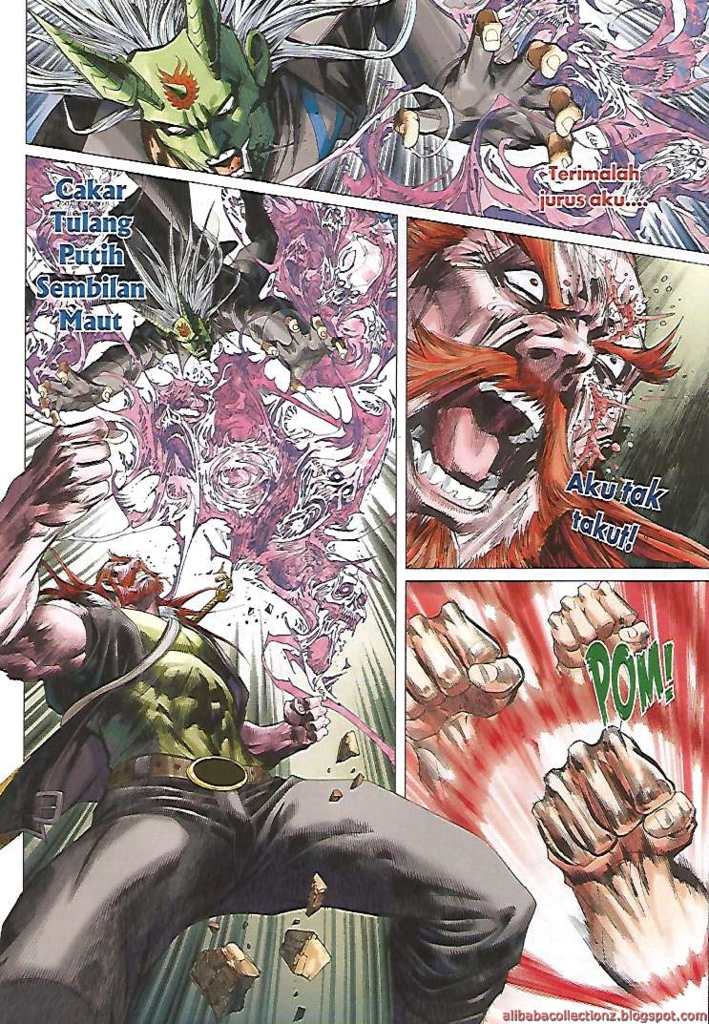 Terimalah
jurus aku....
Cakar
Tulang
Putih
Sembilan
Maut
Aku tak
takut!
POM!
alibabacollectionz.blogspot.com